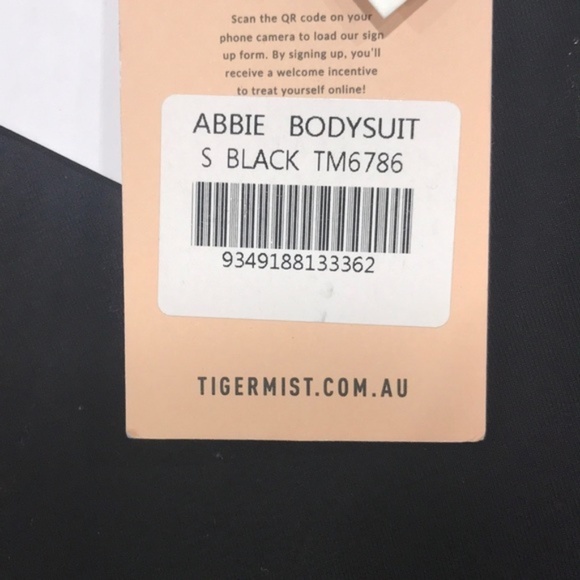 Scan the QR code on your
phone camera to load our sign
up form. By signing up, you'll
receive a welcome incentive
to treat yourself online!
ABBIE BODYSUIT
S BLACK TM6786
9349188133362
TIGERMIST.COM.AU